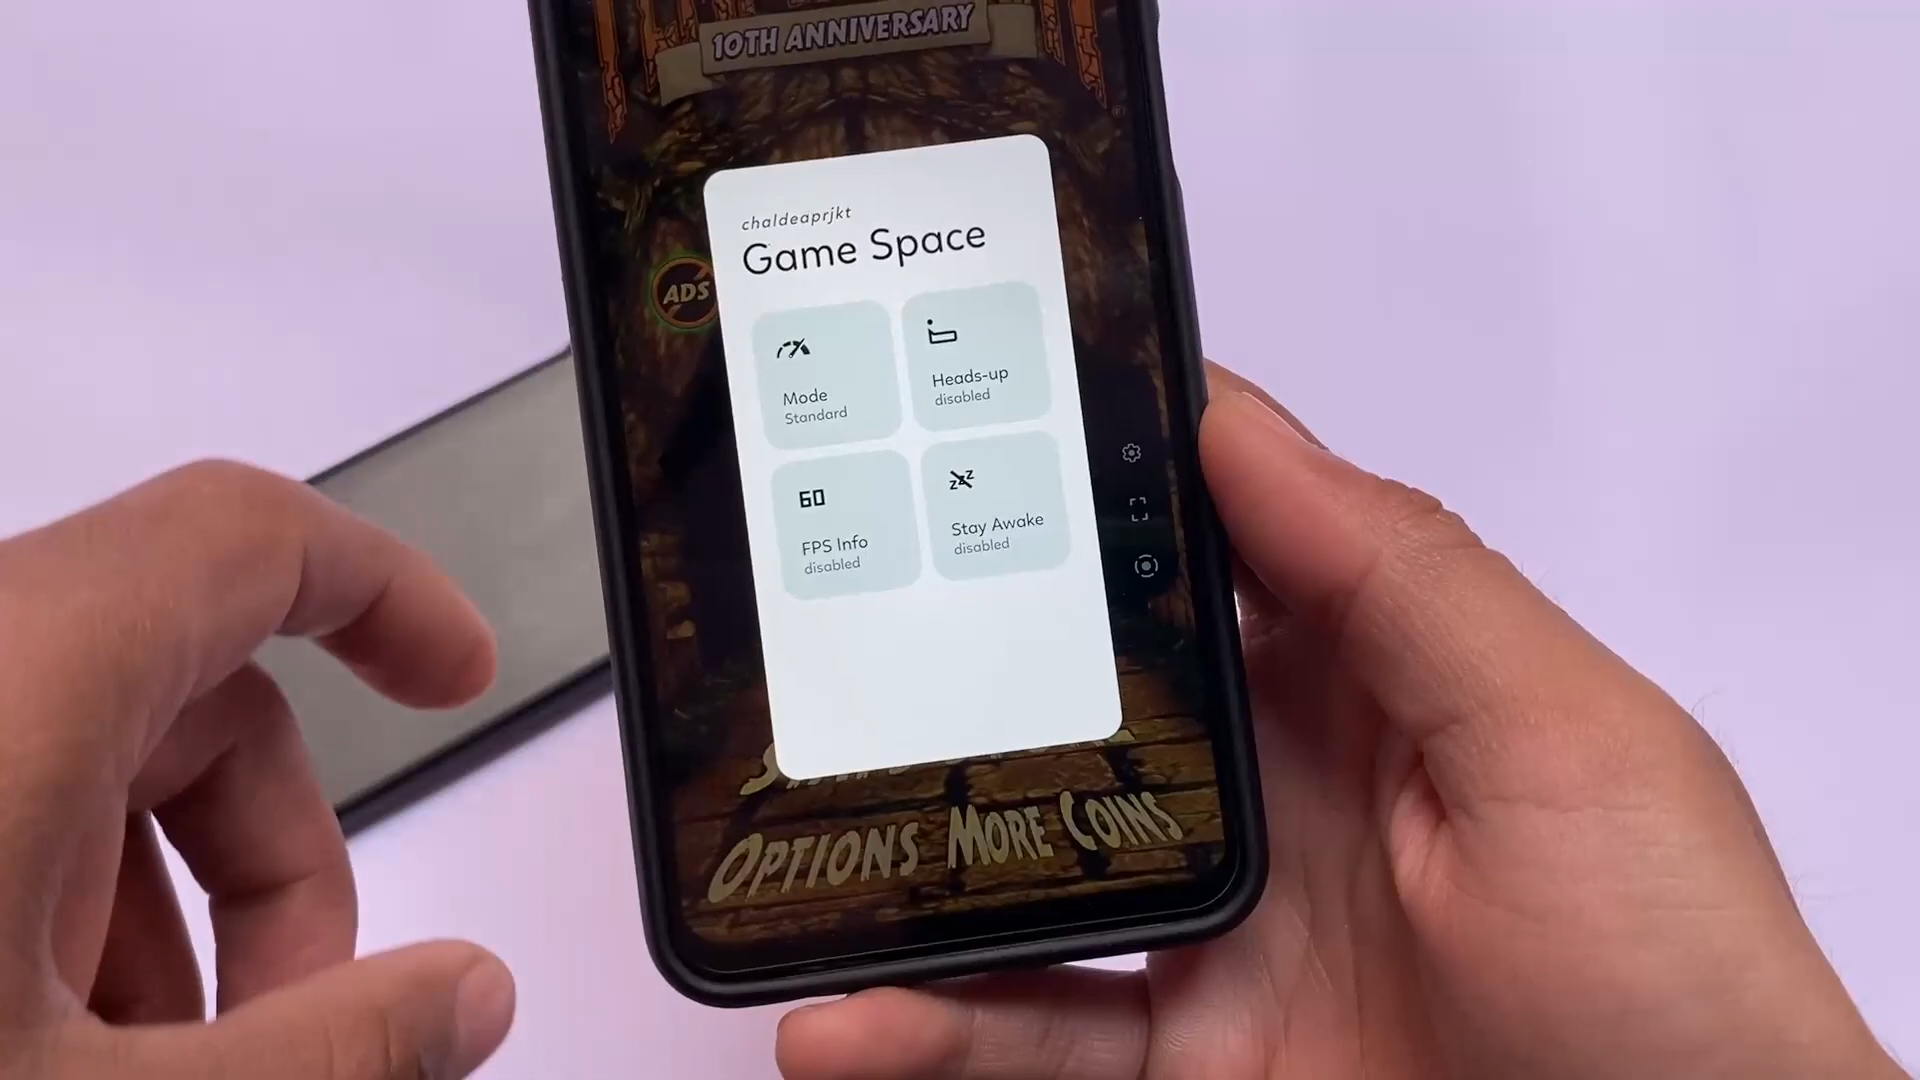 10TH ANNIVERSARY
chaldeaprjkt
Game Space
ADS
Mode
Standard
Heads-up
disabled
60
FPS Info
disabled
zzz
Stay Awake
disabled
OPTIONS MORE COINS